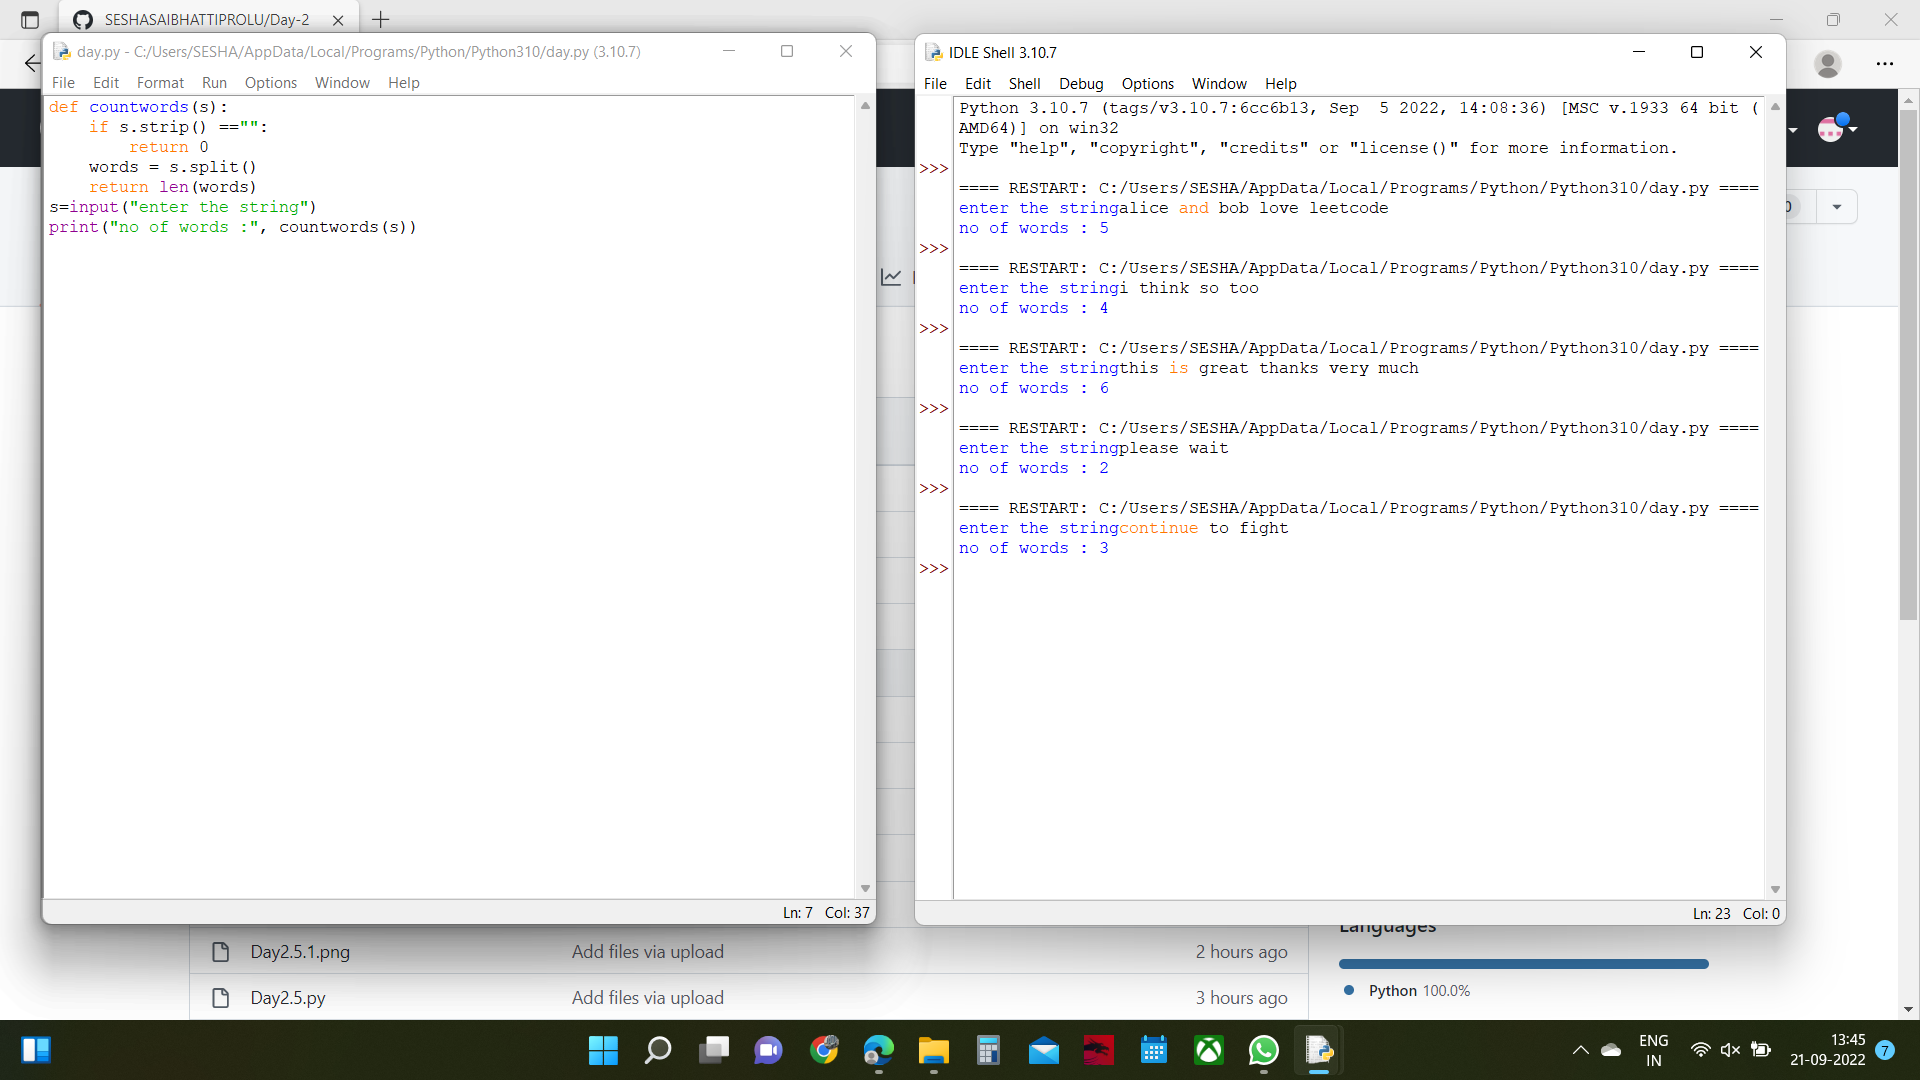 SESHASAIBHATTIPROLU/Day-2
day.py - C:/Users/SESHA/AppData/Local/Programs/Python/Python310/day.py (3.10.7)
File Edit Format Run Options Window Help
def countwords(s):
    if s.strip() =="":
        return 0
    words = s.split()
    return len(words)
s=input("enter the string")
print("no of words :", countwords(s))
Ln: 7 Col: 37
IDLE Shell 3.10.7
File Edit Shell Debug Options Window Help
Python 3.10.7 (tags/v3.10.7:6cc6b13, Sep  5 2022, 14:08:36) [MSC v.1933 64 bit (
AMD64)] on win32
Type "help", "copyright", "credits" or "license()" for more information.
>>>
==== RESTART: C:/Users/SESHA/AppData/Local/Programs/Python/Python310/day.py ====
enter the stringalice and bob love leetcode
no of words : 5
>>>
==== RESTART: C:/Users/SESHA/AppData/Local/Programs/Python/Python310/day.py ====
enter the stringi think so too
no of words : 4
>>>
==== RESTART: C:/Users/SESHA/AppData/Local/Programs/Python/Python310/day.py ====
enter the stringthis is great thanks very much
no of words : 6
>>>
==== RESTART: C:/Users/SESHA/AppData/Local/Programs/Python/Python310/day.py ====
enter the stringplease wait
no of words : 2
>>>
==== RESTART: C:/Users/SESHA/AppData/Local/Programs/Python/Python310/day.py ====
enter the stringcontinue to fight
no of words : 3
>>>
Ln: 23 Col: 0
Languages
Day2.5.1.png Add files via upload 2 hours ago
Python 100.0%
Day2.5.py Add files via upload 3 hours ago
ENG
IN
13:45
21-09-2022
7